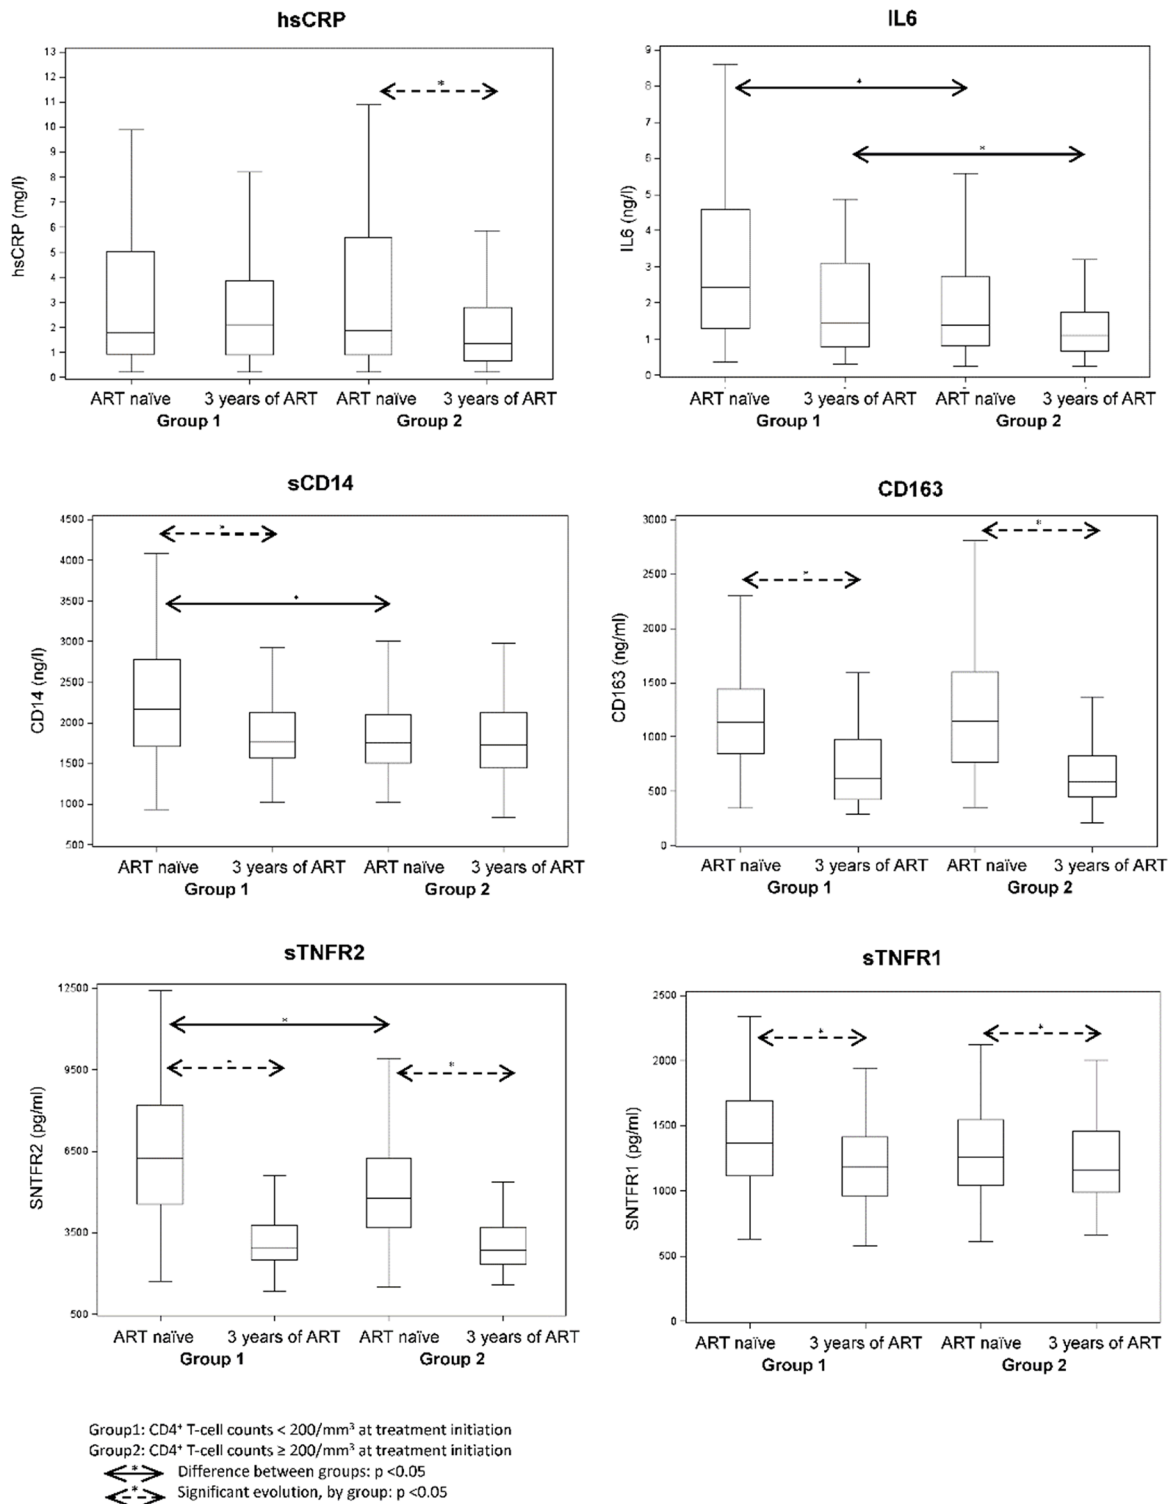 hsCRP
hsCRP (mg/l)
13
12
11
10
9
8
7
6
5
4
3
2
1
0
*
ART naïve 3 years of ART ART naïve 3 years of ART
Group 1 Group 2
IL6
IL6 (ng/l)
9
8
7
6
5
4
3
2
1
0
*
*
ART naïve 3 years of ART ART naïve 3 years of ART
Group 1 Group 2
sCD14
CD14 (ng/l)
4500
4000
3500
3000
2500
2000
1500
1000
500
*
*
ART naïve 3 years of ART ART naïve 3 years of ART
Group 1 Group 2
CD163
CD163 (ng/ml)
3000
2500
2000
1500
1000
500
0
*
*
ART naïve 3 years of ART ART naïve 3 years of ART
Group 1 Group 2
sTNFR2
SNTFR2 (pg/ml)
12500
9500
6500
3500
500
*
*
*
ART naïve 3 years of ART ART naïve 3 years of ART
Group 1 Group 2
sTNFR1
SNTFR1 (pg/ml)
2500
2000
1500
1000
500
0
*
*
ART naïve 3 years of ART ART naïve 3 years of ART
Group 1 Group 2
Group1: CD4⁺ T-cell counts < 200/mm³ at treatment initiation
Group2: CD4⁺ T-cell counts ≥ 200/mm³ at treatment initiation
* Difference between groups: p <0.05
* Significant evolution, by group: p <0.05